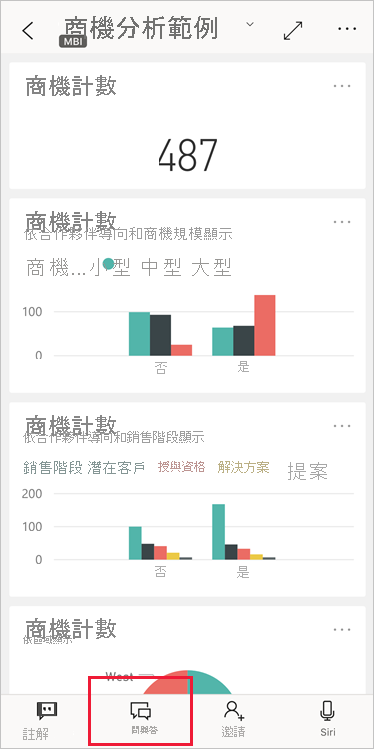 商機分析範例
MBI
商機計數
487
商機計數
依合作夥伴導向和商機規模顯示
商機... 小型 中型 大型
100
0
否 是
商機計數
依合作夥伴導向和銷售階段顯示
銷售階段 潛在客戶 授與資格 解決方案 提案
200
100
0
否 是
商機計數
依區域顯示
West
註解 問與答 邀請 Siri